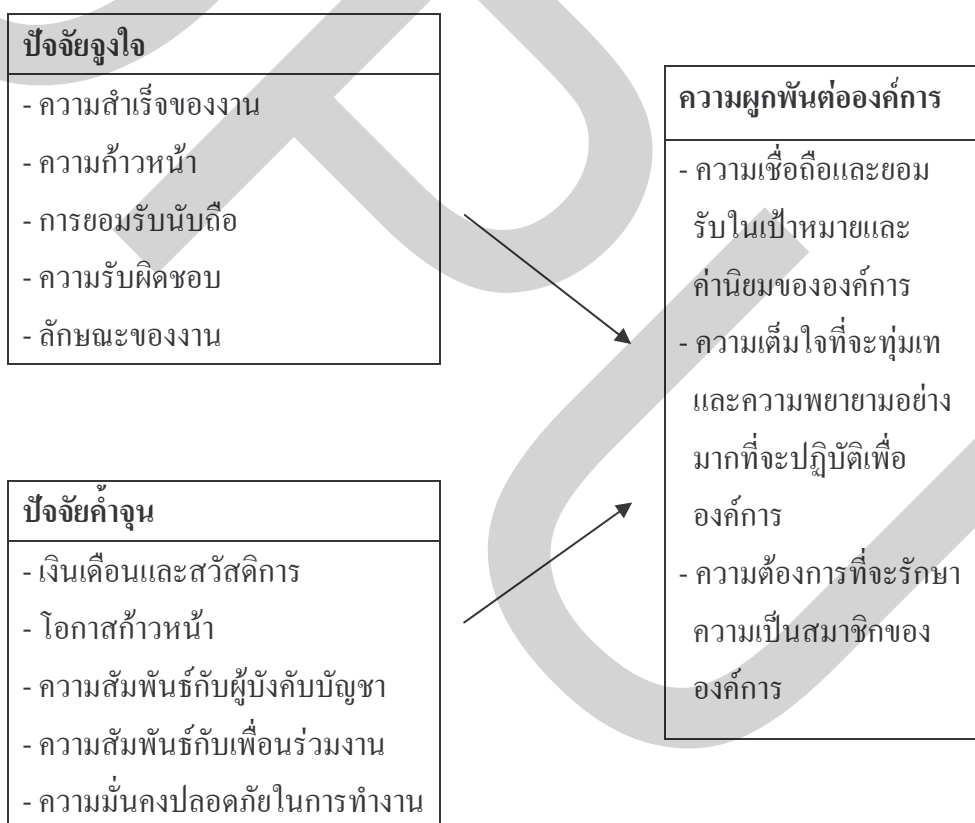 ปัจจัยจูงใจ
- ความสำเร็จของงาน
- ความก้าวหน้า
- การยอมรับนับถือ
- ความรับผิดชอบ
- ลักษณะของงาน
ปัจจัยค้ำจุน
- เงินเดือนและสวัสดิการ
- โอกาสก้าวหน้า
- ความสัมพันธ์กับผู้บังคับบัญชา
- ความสัมพันธ์กับเพื่อนร่วมงาน
- ความมั่นคงปลอดภัยในการทำงาน
ความผูกพันต่อองค์การ
- ความเชื่อถือและยอม
รับในเป้าหมายและ
ค่านิยมขององค์การ
- ความเต็มใจที่จะทุ่มเท
และความพยายามอย่าง
มากที่จะปฏิบัติเพื่อ
องค์การ
- ความต้องการที่จะรักษา
ความเป็นสมาชิกของ
องค์การ